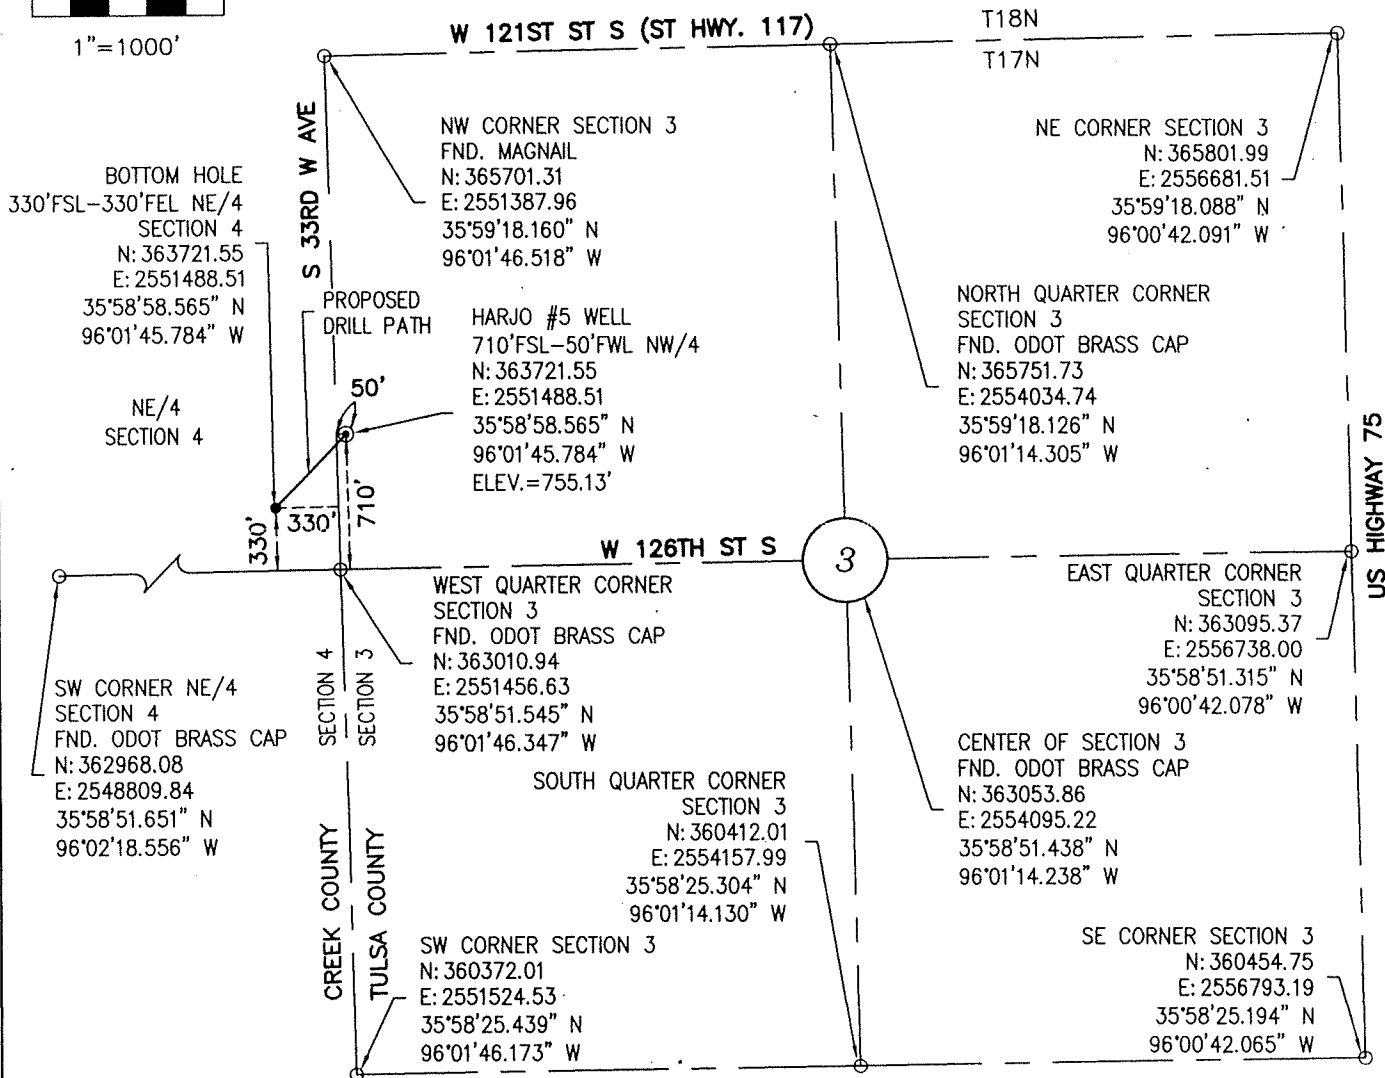 1"=1000'
W 121ST ST S (ST HWY. 117)
T18N
T17N
S 33RD W AVE
NW CORNER SECTION 3
FND. MAGNAIL
N: 365701.31
E: 2551387.96
35°59'18.160" N
96°01'46.518" W
NE CORNER SECTION 3
N: 365801.99
E: 2556681.51
35°59'18.088" N
96°00'42.091" W
BOTTOM HOLE
330'FSL-330'FEL NE/4
SECTION 4
N: 363721.55
E: 2551488.51
35°58'58.565" N
96°01'45.784" W
PROPOSED
DRILL PATH
HARJO #5 WELL
710'FSL-50'FWL NW/4
N: 363721.55
E: 2551488.51
35°58'58.565" N
96°01'45.784" W
ELEV.=755.13'
NORTH QUARTER CORNER
SECTION 3
FND. ODOT BRASS CAP
N: 365751.73
E: 2554034.74
35°59'18.126" N
96°01'14.305" W
NE/4
SECTION 4
50'
710'
330'
330'
US HIGHWAY 75
W 126TH ST S
3
WEST QUARTER CORNER
SECTION 3
FND. ODOT BRASS CAP
N: 363010.94
E: 2551456.63
35°58'51.545" N
96°01'46.347" W
EAST QUARTER CORNER
SECTION 3
N: 363095.37
E: 2556738.00
35°58'51.315" N
96°00'42.078" W
SECTION 4
SECTION 3
SW CORNER NE/4
SECTION 4
FND. ODOT BRASS CAP
N: 362968.08
E: 2548809.84
35°58'51.651" N
96°02'18.556" W
CENTER OF SECTION 3
FND. ODOT BRASS CAP
N: 363053.86
E: 2554095.22
35°58'51.438" N
96°01'14.238" W
SOUTH QUARTER CORNER
SECTION 3
N: 360412.01
E: 2554157.99
35°58'25.304" N
96°01'14.130" W
CREEK COUNTY
TULSA COUNTY
SW CORNER SECTION 3
N: 360372.01
E: 2551524.53
35°58'25.439" N
96°01'46.173" W
SE CORNER SECTION 3
N: 360454.75
E: 2556793.19
35°58'25.194" N
96°00'42.065" W